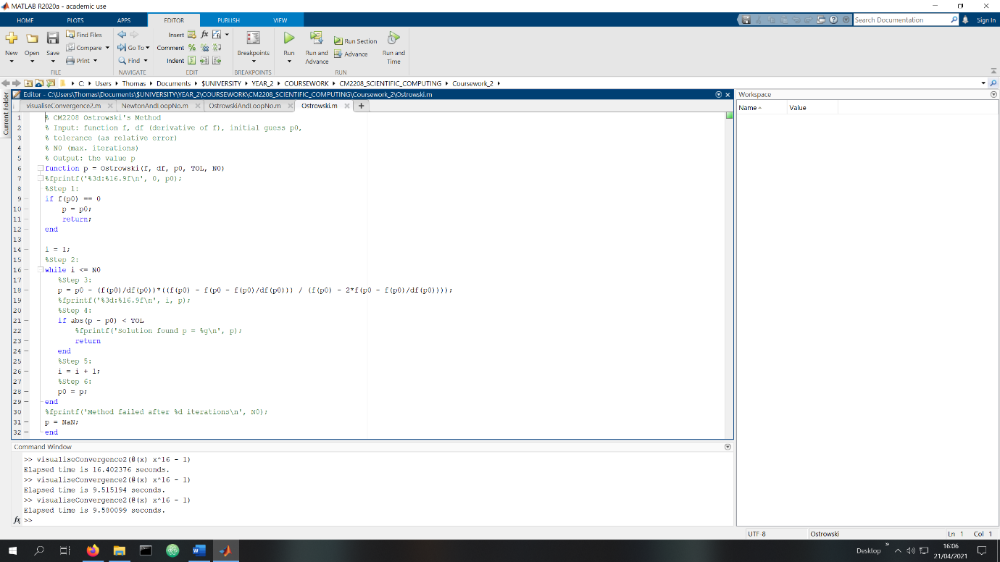 MATLAB R2020a - academic use
HOME PLOTS APPS EDITOR PUBLISH VIEW
Search Documentation
Sign In
New Open Save
Find Files
Compare
Print
FILE
Go To
Find
NAVIGATE
Insert
Comment
Indent
EDIT
Breakpoints
BREAKPOINTS
Run
Run and Advance
Run Section
Advance
Run and Time
RUN
C: Users Thomas Documents $UNIVERSITY YEAR_2 COURSEWORK CM2208_SCIENTIFIC_COMPUTING Coursework_2
Current Folder
Editor - C:\Users\Thomas\Documents\$UNIVERSITY\YEAR_2\COURSEWORK\CM2208_SCIENTIFIC_COMPUTING\Coursework_2\Ostrowski.m
visualiseConvergence2.m NewtonAndLoopNo.m OstrowskiAndLoopNo.m Ostrowski.m +
1 % CM2208 Ostrowski's Method
2 % Input: function f, df (derivative of f), initial guess p0,
3 % tolerance (as relative error)
4 % N0 (max. iterations)
5 % Output: the value p
6 function p = Ostrowski(f, df, p0, TOL, N0)
7 %fprintf('%3d:%16.9f\n', 0, p0);
8 %Step 1:
9 if f(p0) == 0
10 p = p0;
11 return;
12 end
13
14 i = 1;
15 %Step 2:
16 while i <= N0
17 %Step 3:
18 p = p0 - (f(p0)/df(p0))*((f(p0) - f(p0 - f(p0)/df(p0))) / (f(p0) - 2*f(p0 - f(p0)/df(p0))));
19 %fprintf('%3d:%16.9f\n', i, p);
20 %Step 4:
21 if abs(p - p0) < TOL
22 %fprintf('Solution found p = %g\n', p);
23 return
24 end
25 %Step 5:
26 i = i + 1;
27 %Step 6:
28 p0 = p;
29 end
30 %fprintf('Method failed after %d iterations\n', N0);
31 p = NaN;
32 end
Workspace
Name Value
Command Window
>> visualiseConvergence2(@(x) x^16 - 1)
Elapsed time is 16.402376 seconds.
>> visualiseConvergence2(@(x) x^16 - 1)
Elapsed time is 9.515194 seconds.
>> visualiseConvergence2(@(x) x^16 - 1)
Elapsed time is 9.580099 seconds.
fx >>
UTF-8 Ostrowski Ln 1 Col 1
Desktop
16:06
21/04/2021